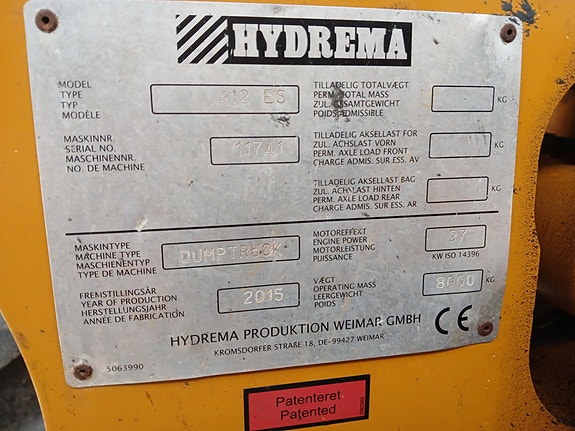 HYDREMA
MODEL
TYPE
TYP
MODÉLE
112 ES
MASKINNR.
SERIAL NO.
MASCHINENNR.
NO. DE MACHINE
11741
TILLADELIG TOTALVÆGT
PERM. TOTAL MASS
ZUL. GESAMTGEWICHT
POIDS ADMISSIBLE
KG
TILLADELIG AKSELLAST FOR
ZUL. ACHSLAST VORN
PERM. AXLE LOAD FRONT
CHARGE ADMIS. SUR ESS. AV
KG
TILLADELIG AKSELLAST BAG
ZUL. ACHSLAST HINTEN
PERM. AXLE LOAD REAR
CHARGE ADMIS. SUR ESS. AR
KG
MASKINTYPE
MACHINE TYPE
MASCHIENENTYP
TYPE DE MACHINE
DUMPTRUCK
FREMSTILLINGSÅR
YEAR OF PRODUCTION
HERSTELLUNGSJAHR
ANNÉE DE FABRICATIÓN
2015
MOTOREFFEKT
ENGINE POWER
MOTORLEISTUNG
PUISSANCE
97
KW ISO 14396
VÆGT
OPERATING MASS
LEERGEWICHT
POIDS
8000
KG
HYDREMA PRODUKTION WEIMAR GMBH
KROMSDORFER STRAßE 18, DE-99427 WEIMAR
CE
5063990
Patenteret
Patented